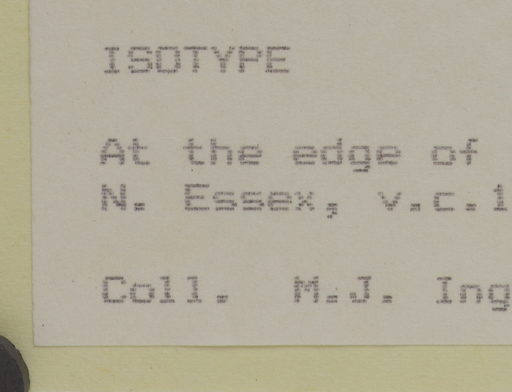 ISOTYPE
At the edge of
N. Essex, v.c.1
Coll. M.J. Ing